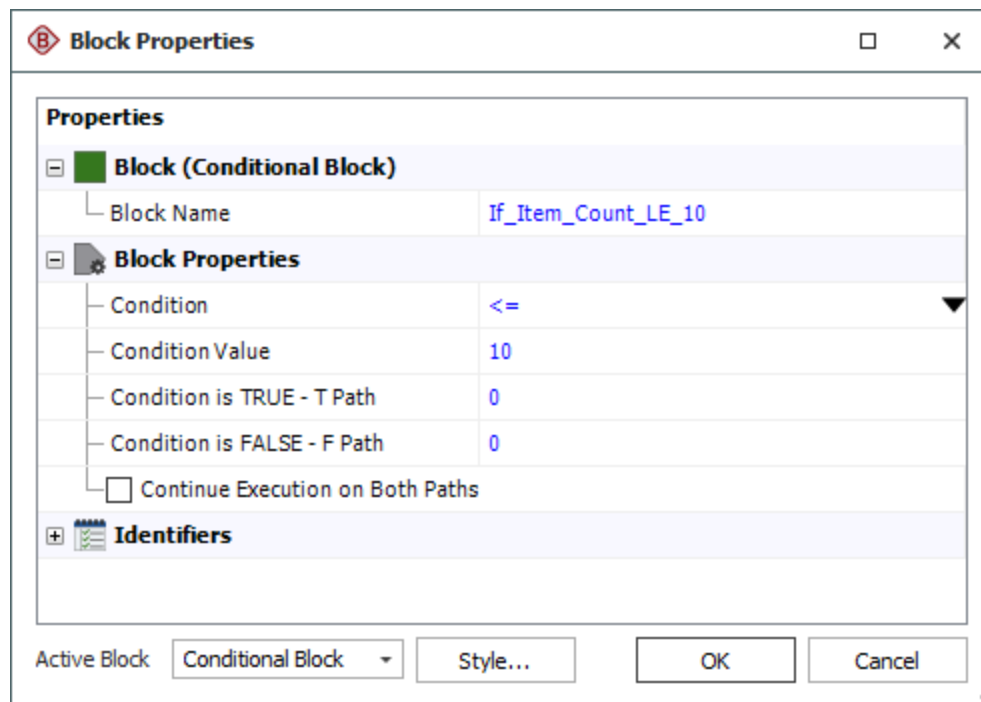 B Block Properties
Properties
Block (Conditional Block)
Block Name If_Item_Count_LE_10
Block Properties
Condition <=
Condition Value 10
Condition is TRUE - T Path 0
Condition is FALSE - F Path 0
Continue Execution on Both Paths
Identifiers
Active Block Conditional Block Style... OK Cancel